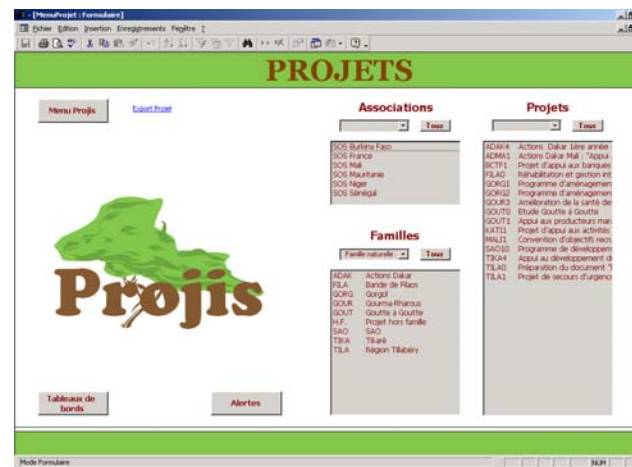 - [MenuProjet : Formulaire]
Fichier Edition Insertion Enregistrements Fenêtre ?
PROJETS
Menu Projis
Export Projet
Projis
Tableaux de
bords
Alertes
Associations
Tous
SOS Burkina Faso
SOS France
SOS Mali
SOS Mauritanie
SOS Niger
SOS Sénégal
Familles
Famille naturelle
Tous
ADAK Actions Dakar
FILA Bande de Filaos
GORG Gorgol
GOUR Gourma-Rharous
GOUT Goutte à Goutte
H.F. Projet hors famille
SAO SAO
TIKA Tikaré
TILA Région Tillabéry
Projets
Tous
ADAK4 Actions Dakar 1ère année
ADMA1 Actions Dakar Mali : "Appui
BCTF1 Projet d'appui aux banques
FILA0 Réhabilitation et gestion int
GORG1 Programme d'aménagemen
GORG2 Programme d'aménagemen
GOUR3 Amélioration de la santé de
GOUT0 Etude Goutte à Goutte
GOUT1 Appui aux producteurs mar
KATI1 Projet d'appui aux activités
MALI1 Convention d'objectifs recu
SAO10 Programme de développem
TIKA4 Appui au développement d
TILA0 Préparation du document "
TILA1 Projet de secours d'urgenc
Mode Formulaire
NUM